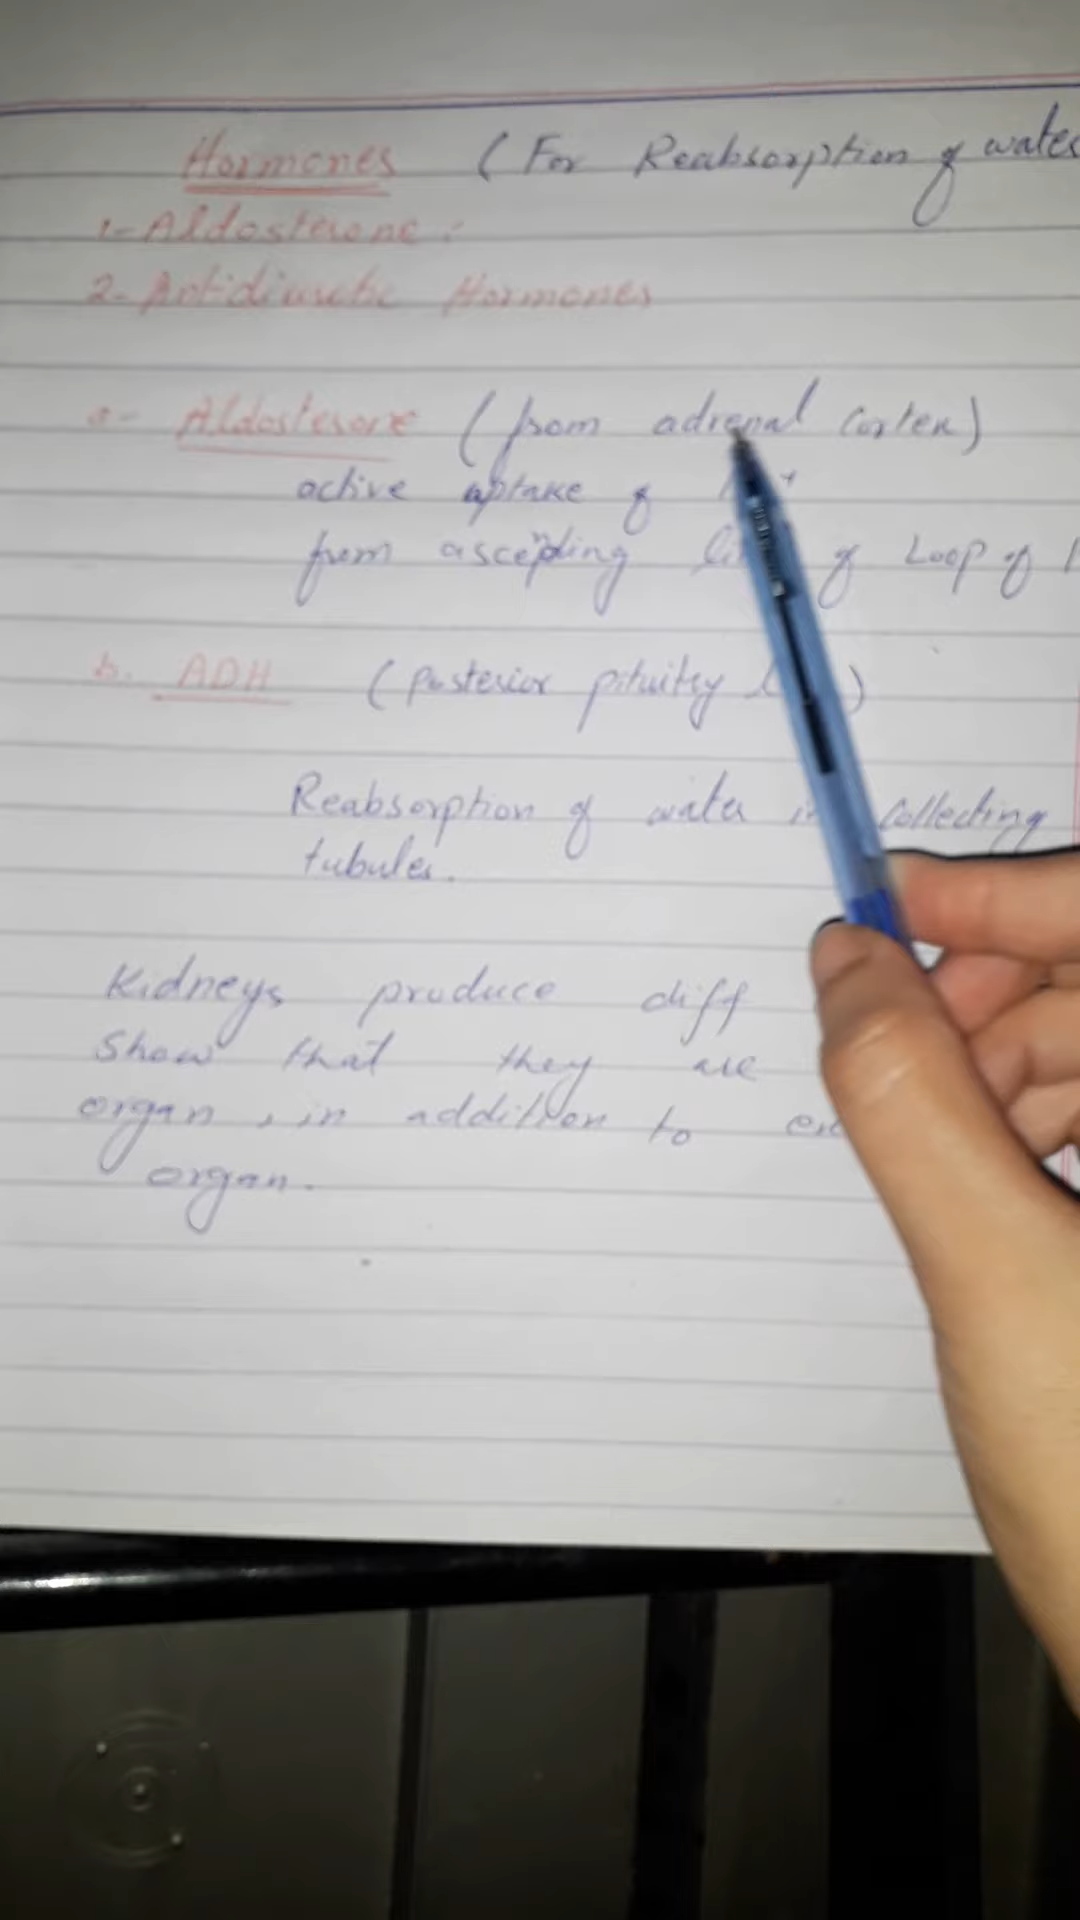 Hormones (For Reabsorption of water
1- Aldosterone :
2- Antidiuretic Hormones
a- Aldosterone (from adrenal Cortex)
active uptake of
from ascending of Loop of
b. ADH (Posterior pituitry
Reabsorption of water in collecting
tubules.
Kidneys produce diff
Show that they are
organ, in addition to
organ.